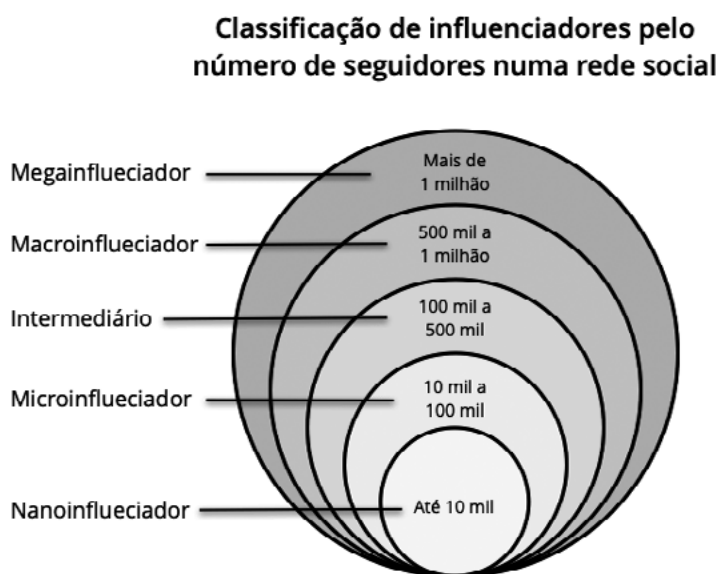 Classificação de influenciadores pelo
número de seguidores numa rede social
Megainflueciador
Mais de
1 milhão
Macroinflueciador
500 mil a
1 milhão
Intermediário
100 mil a
500 mil
Microinflueciador
10 mil a
100 mil
Nanoinflueciador
Até 10 mil